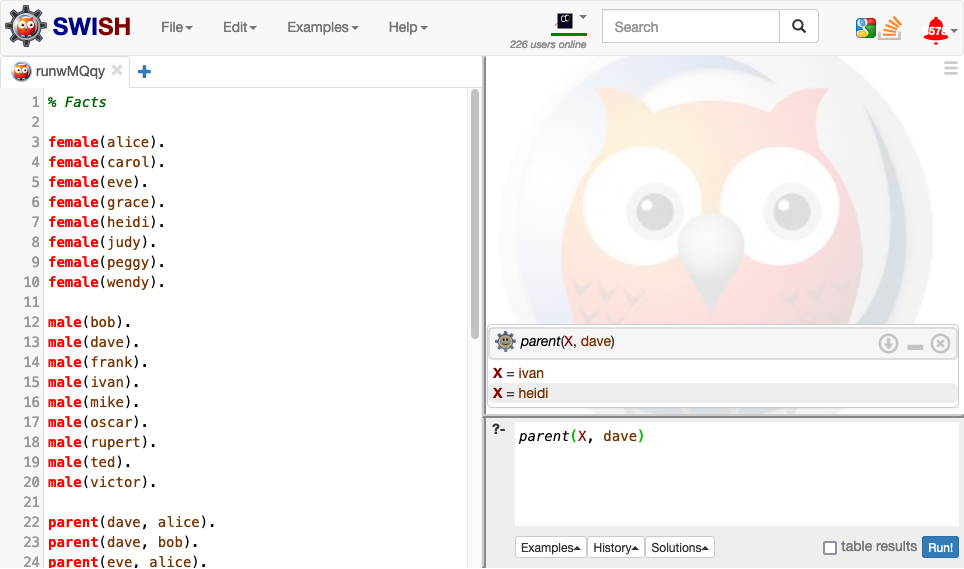 SWISH File Edit Examples Help 226 users online Search
runwMQqy
1 % Facts
2
3 female(alice).
4 female(carol).
5 female(eve).
6 female(grace).
7 female(heidi).
8 female(judy).
9 female(peggy).
10 female(wendy).
11
12 male(bob).
13 male(dave).
14 male(frank).
15 male(ivan).
16 male(mike).
17 male(oscar).
18 male(rupert).
19 male(ted).
20 male(victor).
21
22 parent(dave, alice).
23 parent(dave, bob).
24 parent(eve, alice).
parent(X, dave)
X = ivan
X = heidi
?- parent(X, dave)
Examples History Solutions table results Run!